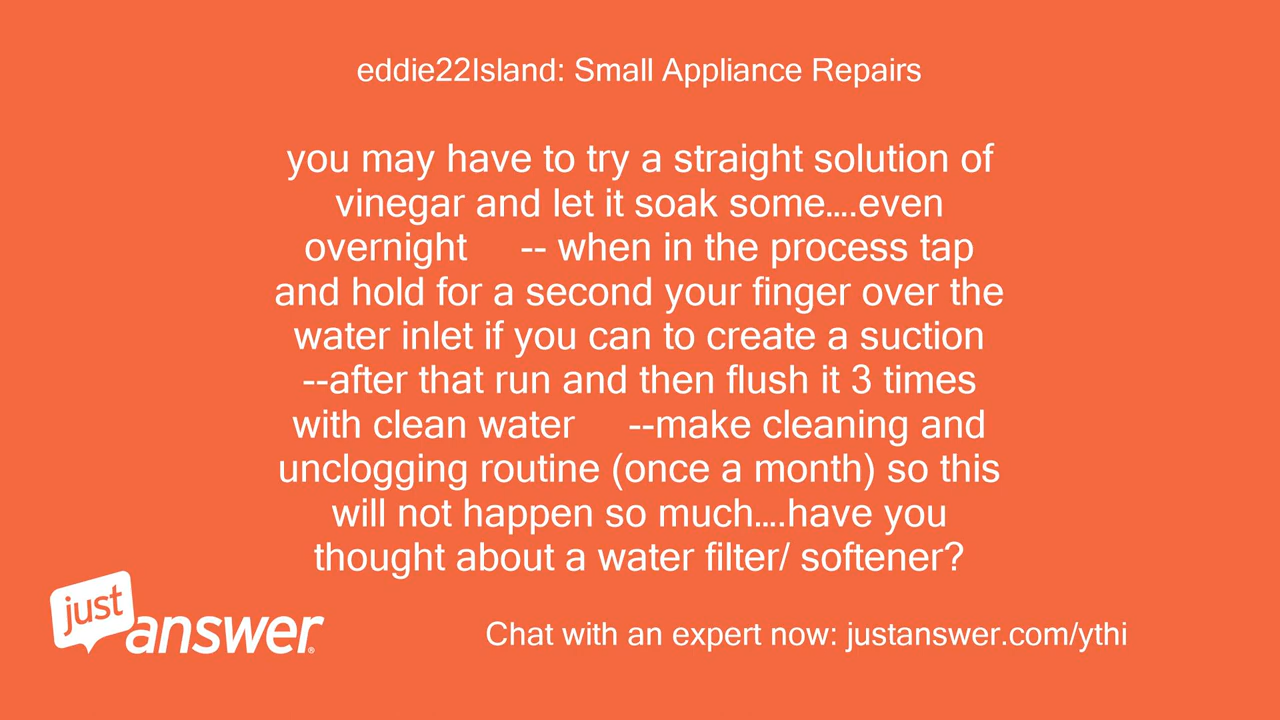 eddie22Island: Small Appliance Repairs
you may have to try a straight solution of
vinegar and let it soak some....even
overnight     -- when in the process tap
and hold for a second your finger over the
water inlet if you can to create a suction
--after that run and then flush it 3 times
with clean water     --make cleaning and
unclogging routine (once a month) so this
will not happen so much....have you
thought about a water filter/ softener?
just
answer®
Chat with an expert now: justanswer.com/ythi